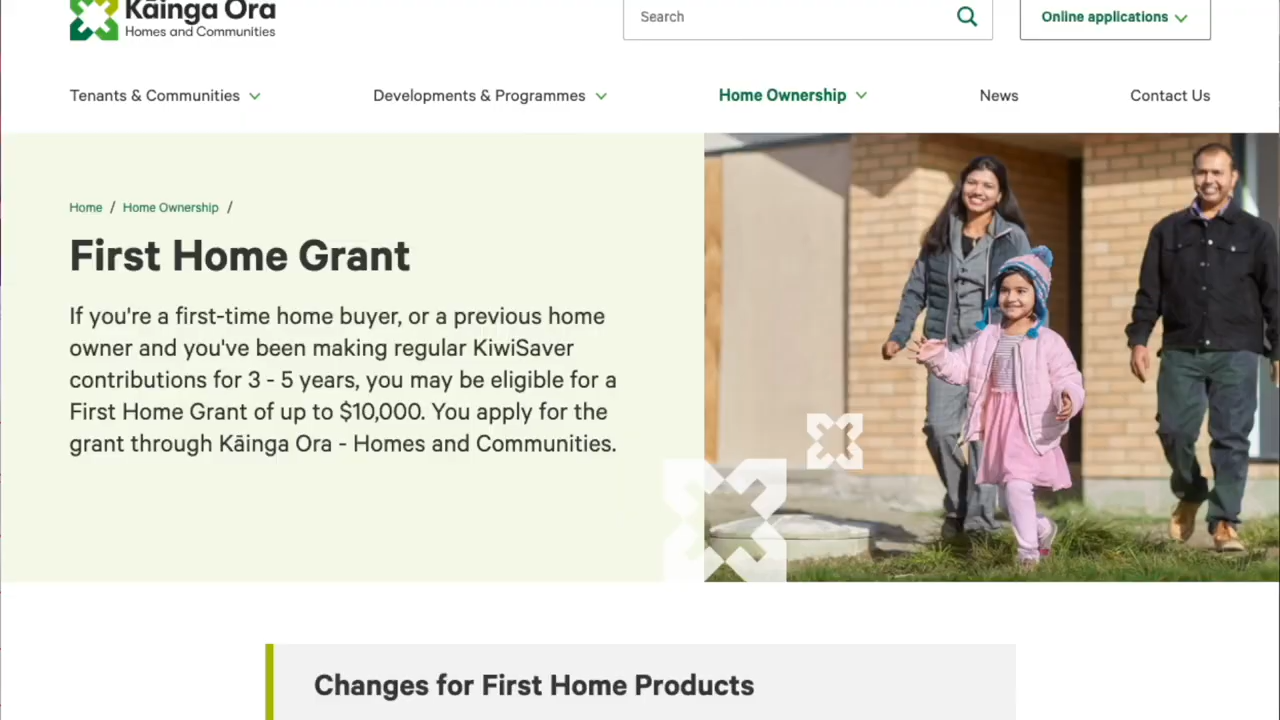 Kāinga Ora
Homes and Communities
Search
Online applications
Tenants & Communities
Developments & Programmes
Home Ownership
News
Contact Us
Home / Home Ownership /
First Home Grant
If you're a first-time home buyer, or a previous home
owner and you've been making regular KiwiSaver
contributions for 3 - 5 years, you may be eligible for a
First Home Grant of up to $10,000. You apply for the
grant through Kāinga Ora - Homes and Communities.
Changes for First Home Products